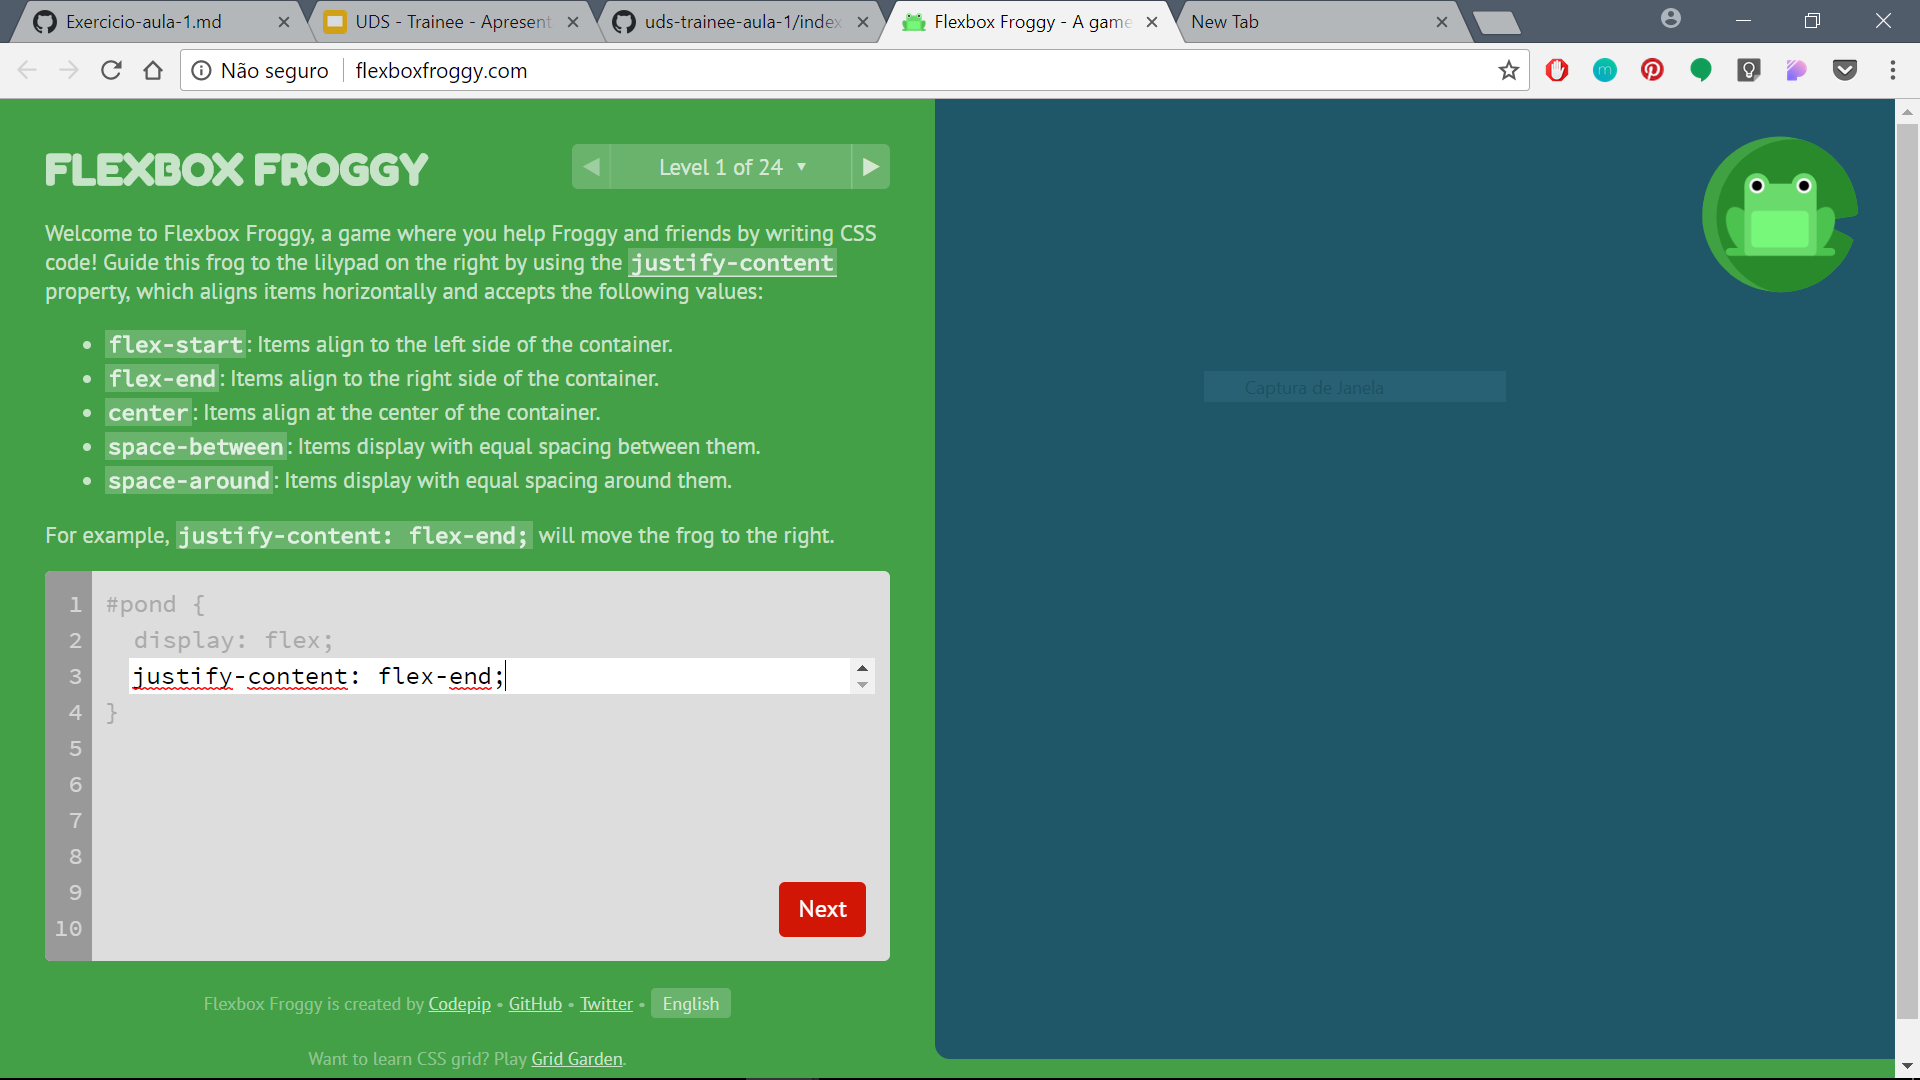 Exercicio-aula-1.md
UDS - Trainee - Apresent
uds-trainee-aula-1/index
Flexbox Froggy - A game
New Tab
Não seguro
flexboxfroggy.com
m
FLEXBOX FROGGY
Level 1 of 24 ▼
Welcome to Flexbox Froggy, a game where you help Froggy and friends by writing CSS
code! Guide this frog to the lilypad on the right by using the justify-content
property, which aligns items horizontally and accepts the following values:
• flex-start: Items align to the left side of the container.
• flex-end: Items align to the right side of the container.
• center: Items align at the center of the container.
• space-between: Items display with equal spacing between them.
• space-around: Items display with equal spacing around them.
For example, justify-content: flex-end; will move the frog to the right.
1 #pond {
2 display: flex;
3 justify-content: flex-end;
4 }
5
6
7
8
9
10
Next
Flexbox Froggy is created by Codepip • GitHub • Twitter • English
Want to learn CSS grid? Play Grid Garden.
Captura de Janela